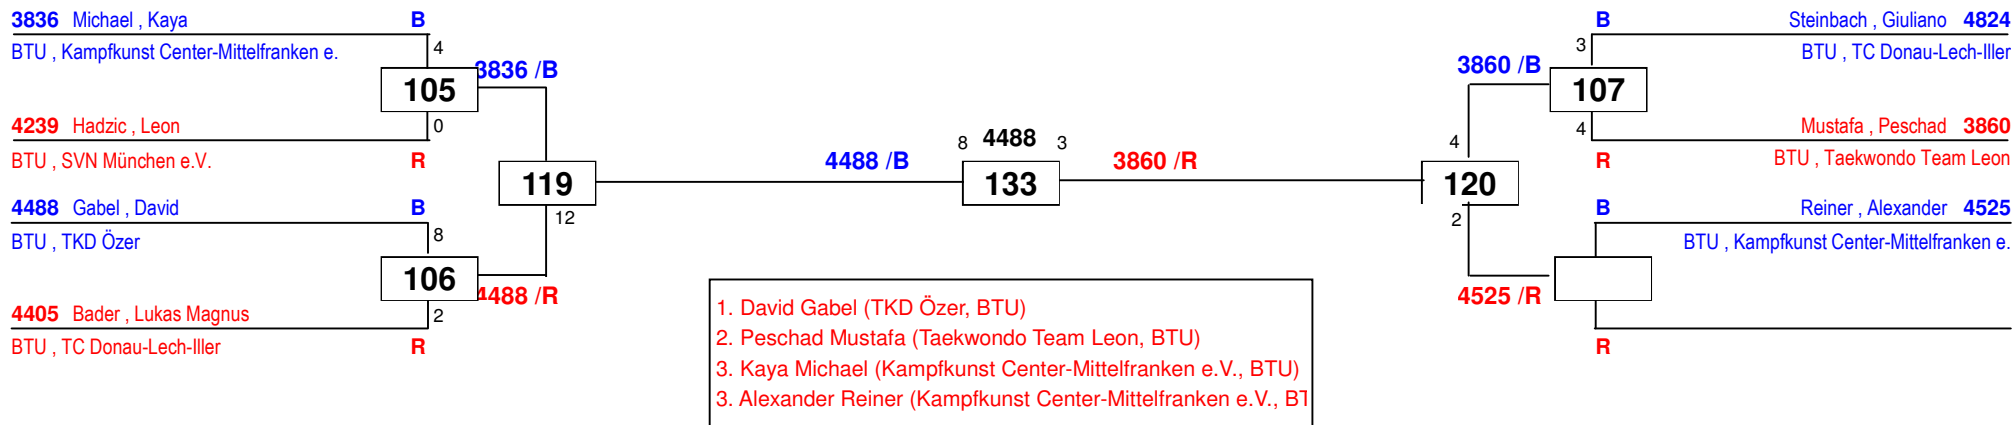 3836 Michael , Kaya B
BTU , Kampfkunst Center-Mittelfranken e.
4
3836 /B
105
4239 Hadzic , Leon
0
BTU , SVN München e.V. R
119
12
4488 Gabel , David B
BTU , TKD Özer
8
106
4488 /R
4405 Bader , Lukas Magnus
2
BTU , TC Donau-Lech-Iller R
4488 /B
8 4488 3
133
3860 /R
1. David Gabel (TKD Özer, BTU)
2. Peschad Mustafa (Taekwondo Team Leon, BTU)
3. Kaya Michael (Kampfkunst Center-Mittelfranken e.V., BTU)
3. Alexander Reiner (Kampfkunst Center-Mittelfranken e.V., BT
B Steinbach , Giuliano 4824
3
BTU , TC Donau-Lech-Iller
3860 /B
107
4
Mustafa , Peschad 3860
R BTU , Taekwondo Team Leon
4
120
2
B Reiner , Alexander 4525
BTU , Kampfkunst Center-Mittelfranken e.
4525 /R
R